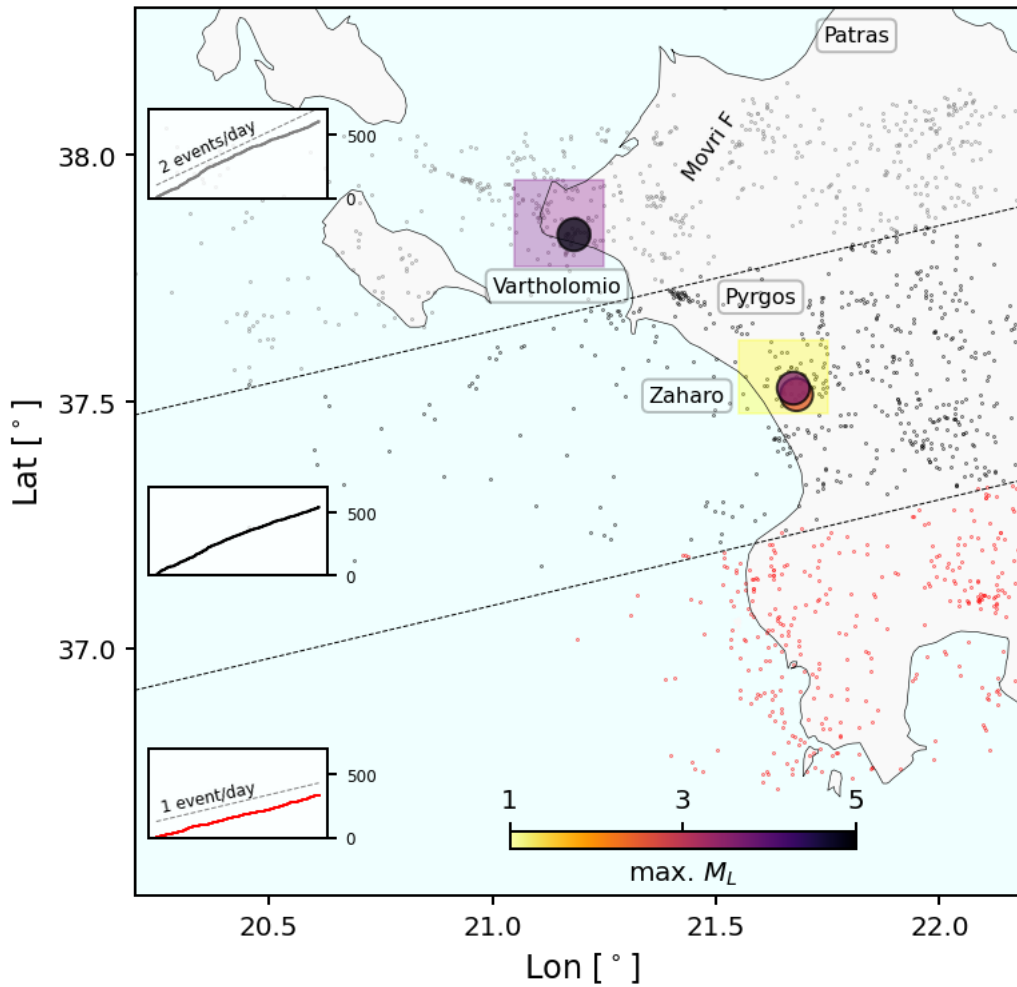 Patras
2 events/day
500
0
Movri F
38.0
Vartholomio
Pyrgos
Zaharo
37.5
Lat [°]
500
0
37.0
1 event/day
500
0
1 3 5
max. M_L
20.5 21.0 21.5 22.0
Lon [°]